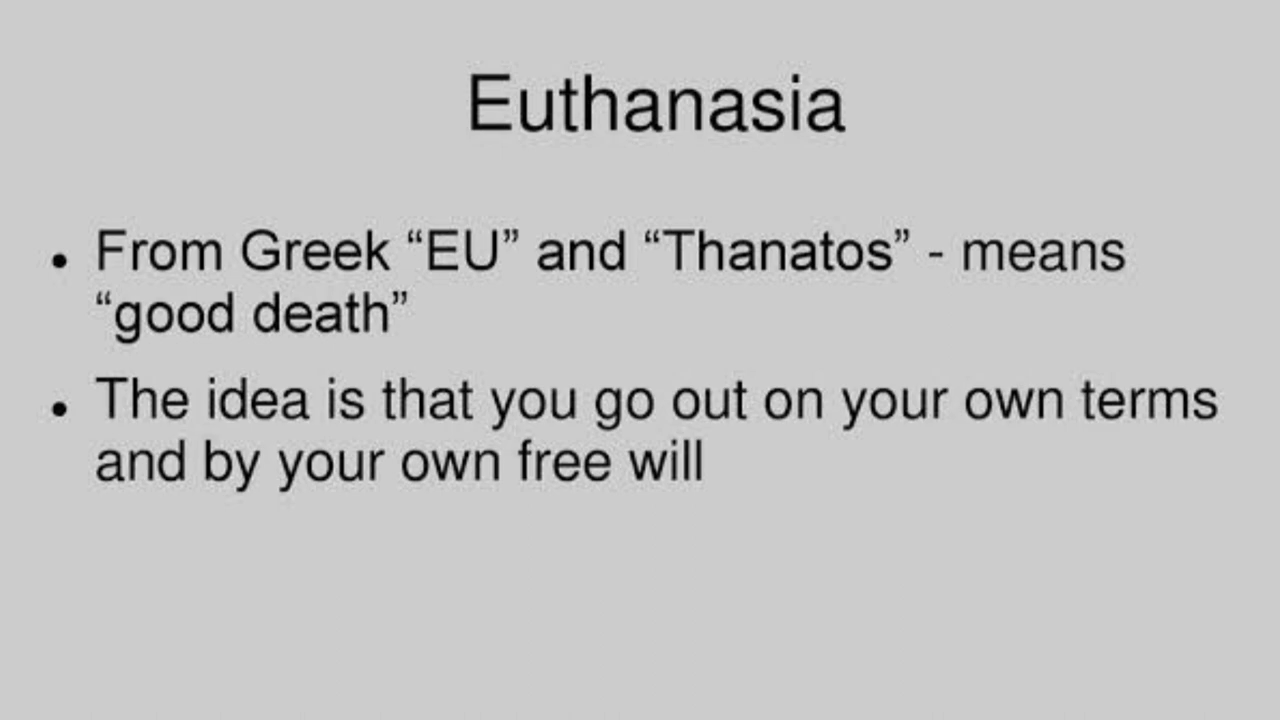 Euthanasia
• From Greek “EU” and “Thanatos” - means
“good death”
• The idea is that you go out on your own terms
and by your own free will